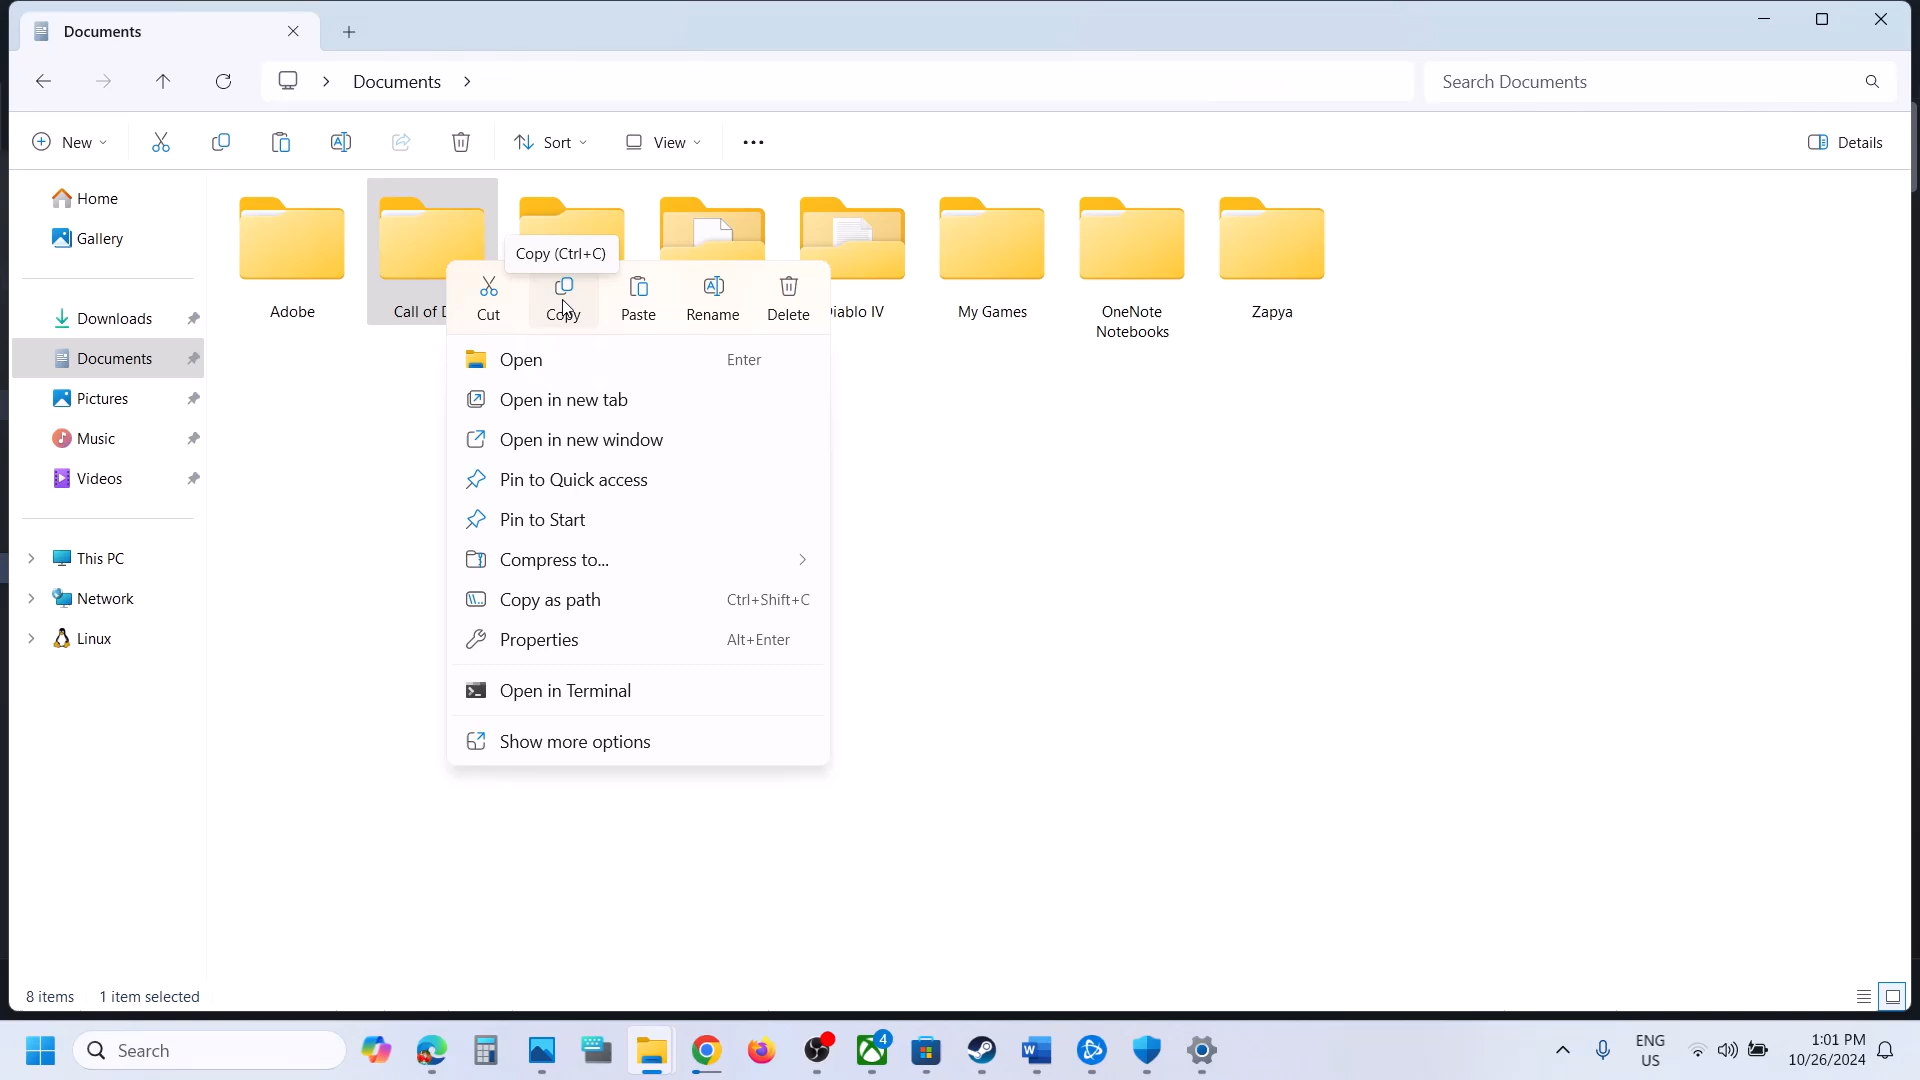 Documents
Documents
Search Documents
New
Sort
View
Details
Home
Gallery
Downloads
Documents
Pictures
Music
Videos
This PC
Network
Linux
Adobe
Call of D
iablo IV
My Games
OneNote
Notebooks
Zapya
Copy (Ctrl+C)
Cut
Copy
Paste
Rename
Delete
Open Enter
Open in new tab
Open in new window
Pin to Quick access
Pin to Start
Compress to...
Copy as path Ctrl+Shift+C
Properties Alt+Enter
Open in Terminal
Show more options
8 items 1 item selected
Search
4
ENG
US
1:01 PM
10/26/2024